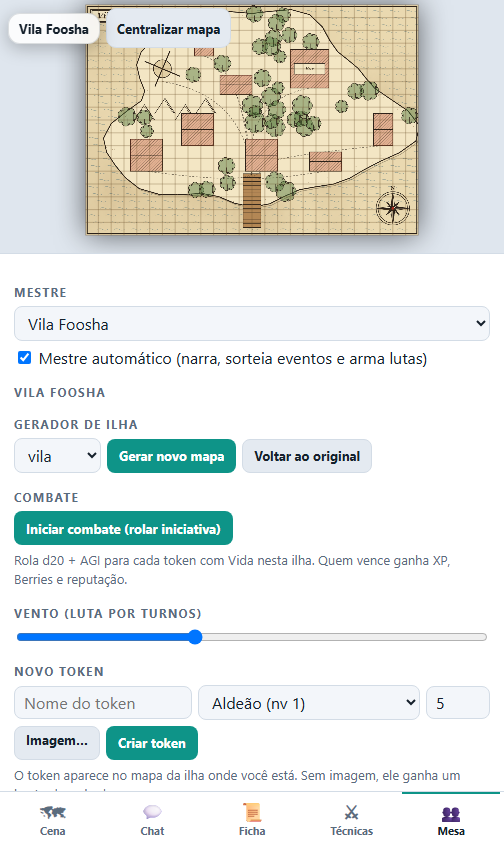 Vila Foosha
Centralizar mapa
N
MESTRE
Vila Foosha
Mestre automático (narra, sorteia eventos e arma lutas)
VILA FOOSHA
GERADOR DE ILHA
vila
Gerar novo mapa
Voltar ao original
COMBATE
Iniciar combate (rolar iniciativa)
Rola d20 + AGI para cada token com Vida nesta ilha. Quem vence ganha XP,
Berries e reputação.
VENTO (LUTA POR TURNOS)
NOVO TOKEN
Nome do token
Aldeão (nv 1)
5
Imagem...
Criar token
O token aparece no mapa da ilha onde você está. Sem imagem, ele ganha um
Cena
Chat
Ficha
Técnicas
Mesa